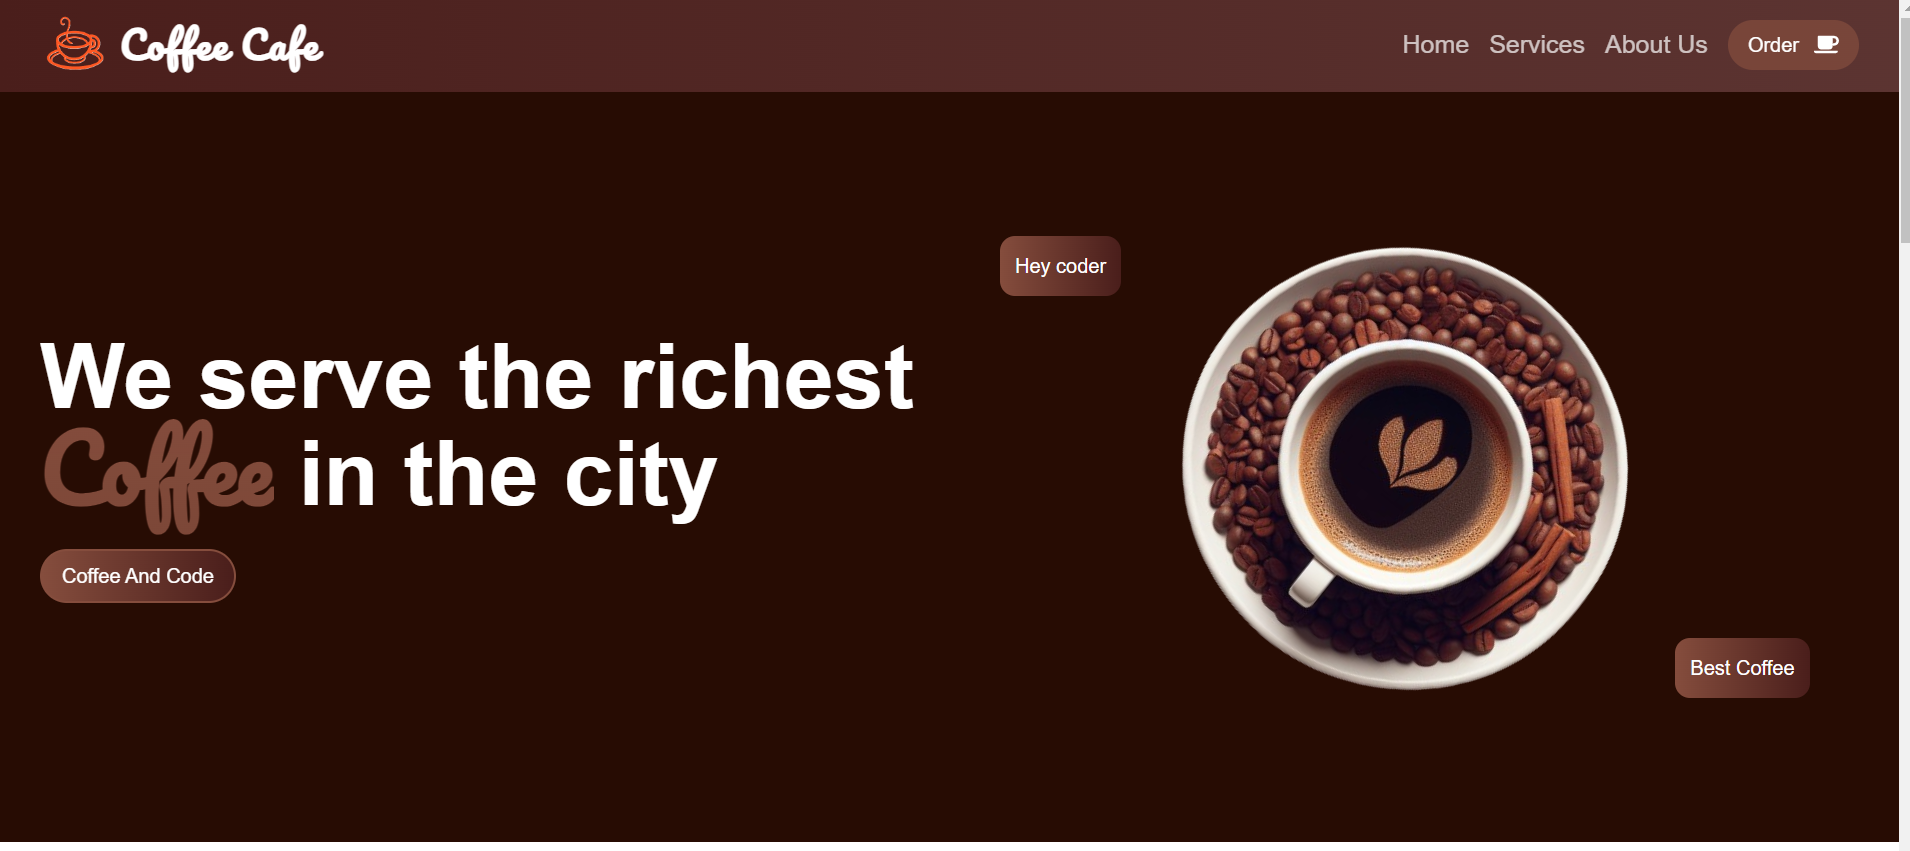 Coffee Cafe
Home Services About Us Order
Hey coder
We serve the richest
Coffee in the city
Coffee And Code
Best Coffee